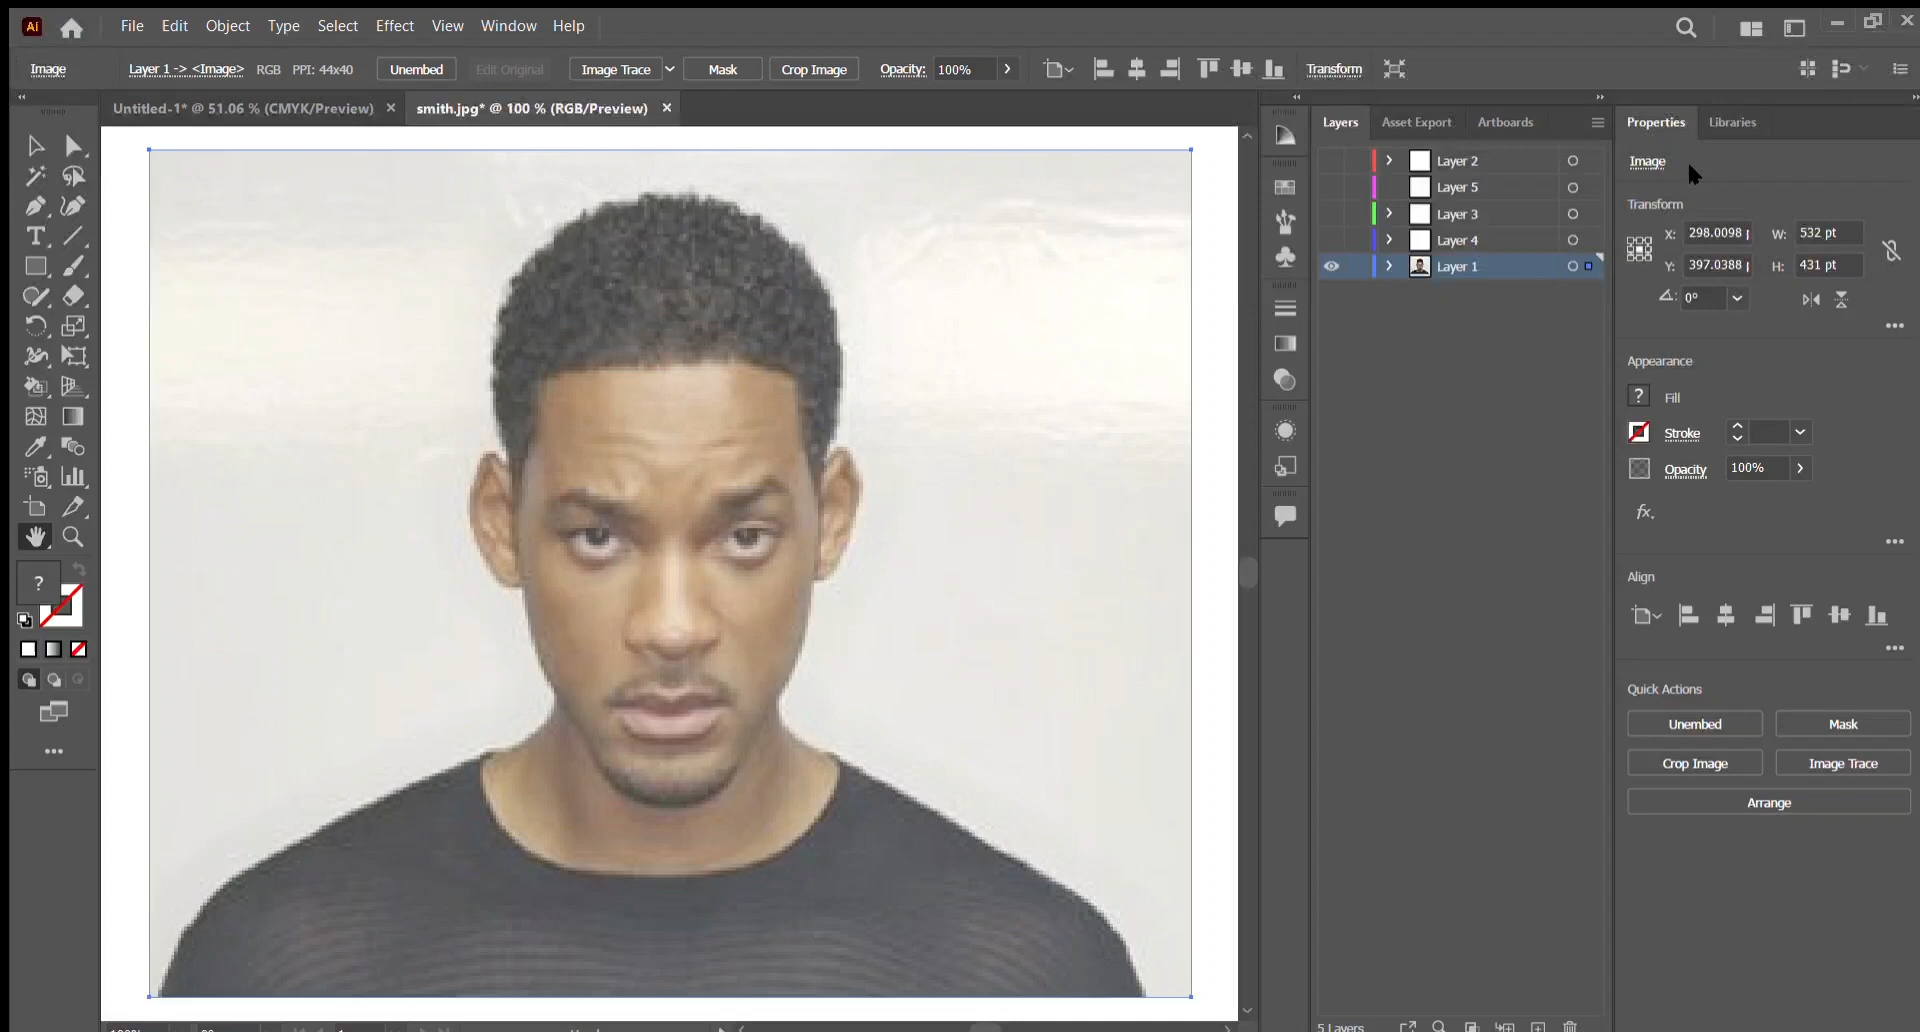 Ai File Edit Object Type Select Effect View Window Help
Image Layer 1 -> <Image> RGB PPI: 44x40 Unembed Edit Original Image Trace Mask Crop Image Opacity: 100% Transform
Untitled-1* @ 51.06 % (CMYK/Preview) × smith.jpg* @ 100 % (RGB/Preview) ×
Layers Asset Export Artboards
Layer 2
Layer 5
Layer 3
Layer 4
Layer 1
5 Layers
Properties Libraries
Image
Transform
X: 298.0098 p W: 532 pt
Y: 397.0388 p H: 431 pt
0°
Appearance
? Fill
Stroke
Opacity 100%
fx
Align
Quick Actions
Unembed Mask
Crop Image Image Trace
Arrange
?